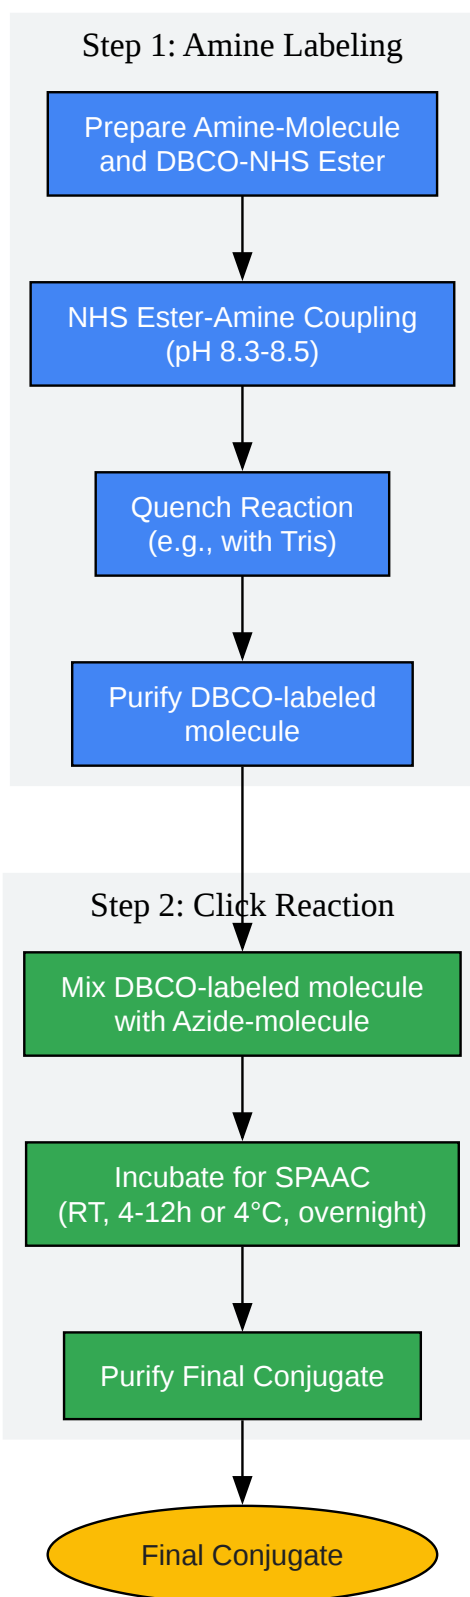 Step 1: Amine Labeling
Prepare Amine-Molecule
and DBCO-NHS Ester
NHS Ester-Amine Coupling
(pH 8.3-8.5)
Quench Reaction
(e.g., with Tris)
Purify DBCO-labeled
molecule
Step 2: Click Reaction
Mix DBCO-labeled molecule
with Azide-molecule
Incubate for SPAAC
(RT, 4-12h or 4°C, overnight)
Purify Final Conjugate
Final Conjugate